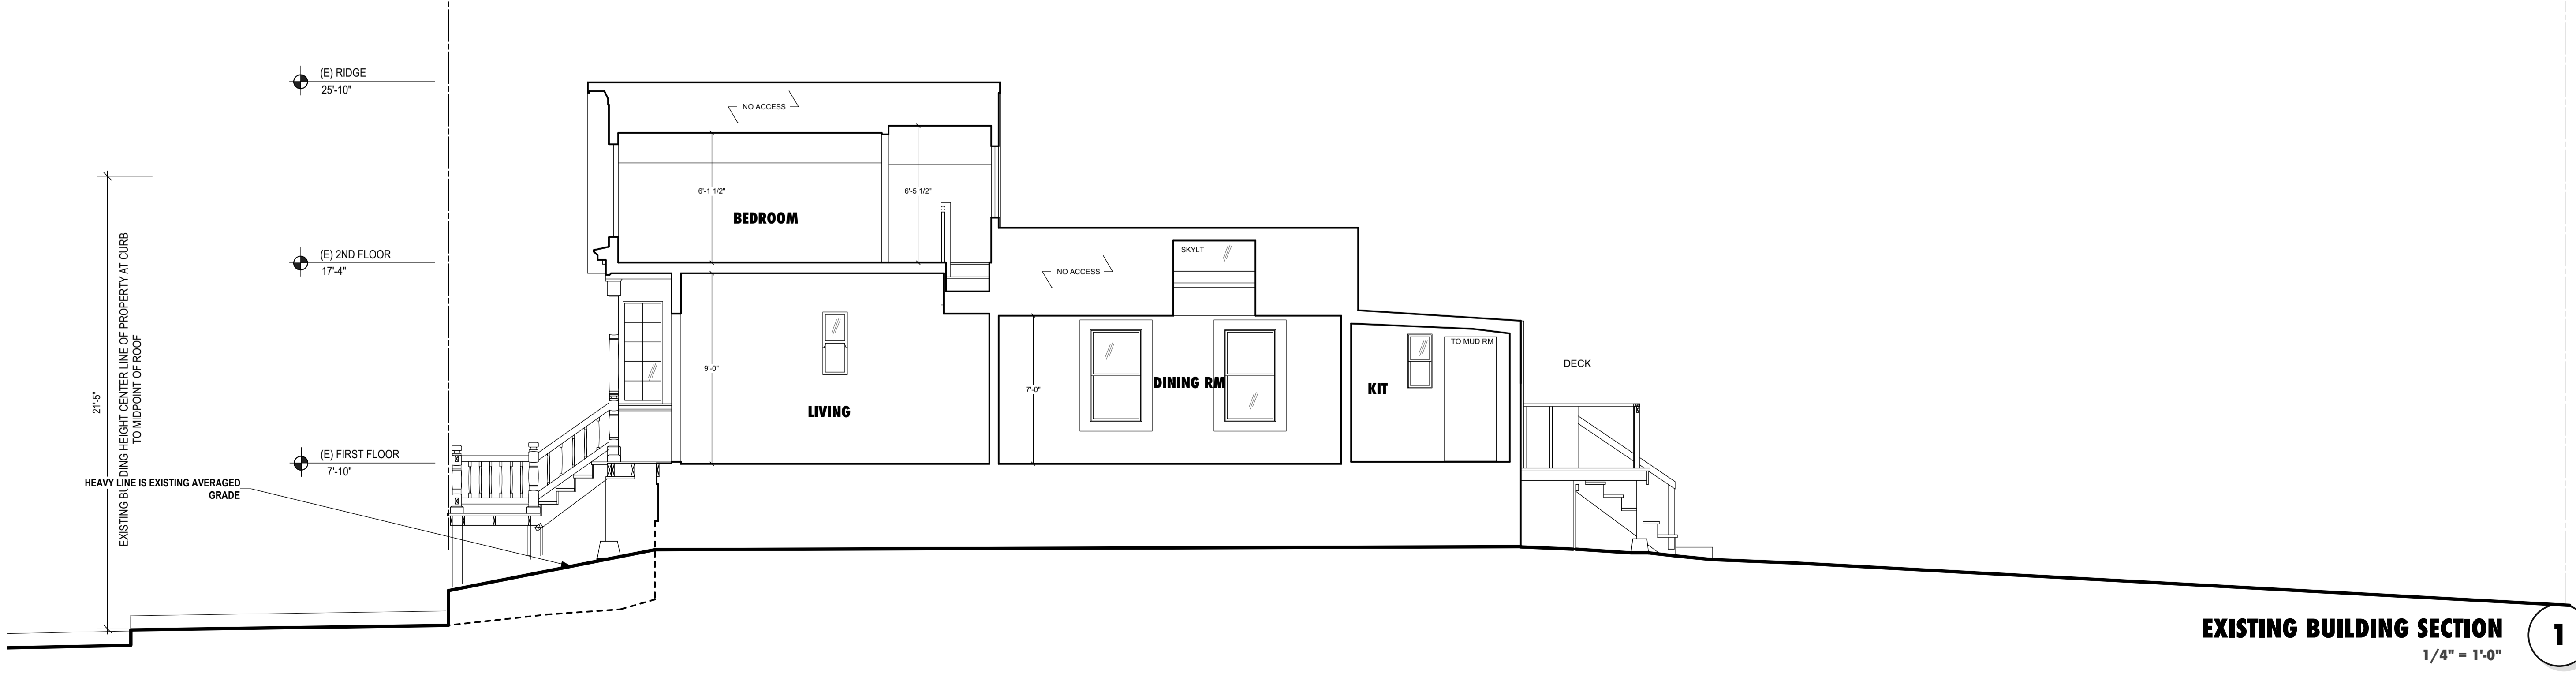 (E) RIDGE
25'-10"
NO ACCESS
6'-1 1/2"
6'-5 1/2"
BEDROOM
(E) 2ND FLOOR
17'-4"
SKYLT
NO ACCESS
21'-5"
EXISTING BUILDING HEIGHT CENTER LINE OF PROPERTY AT CURB
TO MIDPOINT OF ROOF
TO MUD RM
DECK
9'-0"
7'-0"
DINING RM
KIT
LIVING
(E) FIRST FLOOR
7'-10"
HEAVY LINE IS EXISTING AVERAGED
GRADE
EXISTING BUILDING SECTION
1/4" = 1'-0"
1